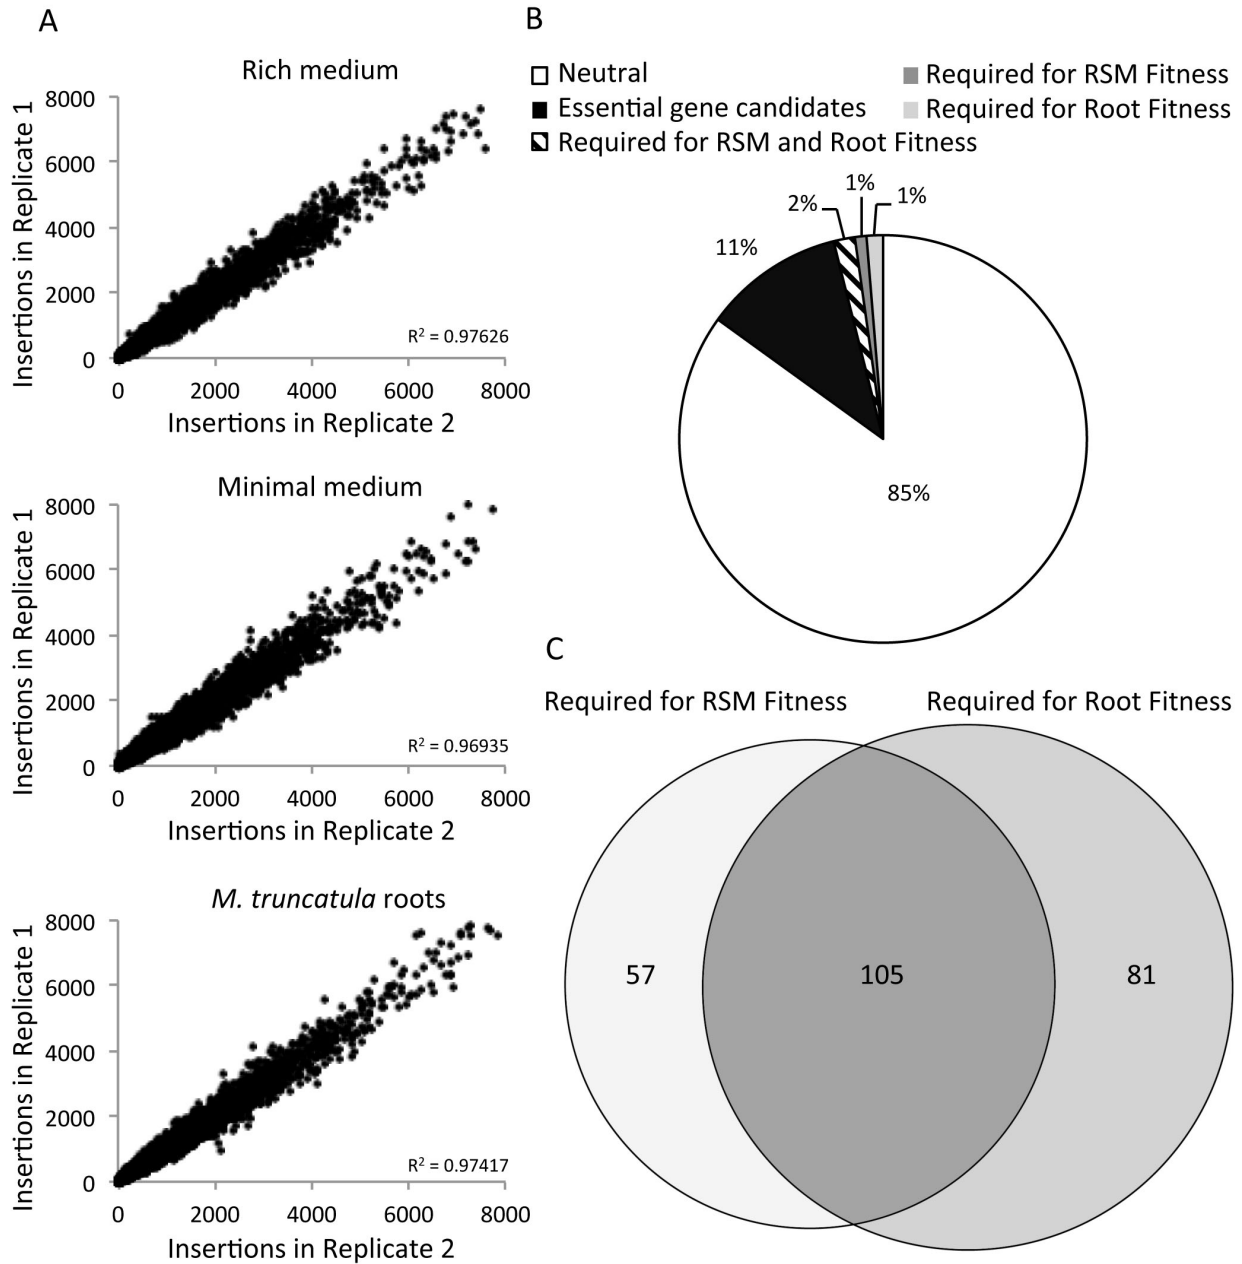 A
Rich medium
Insertions in Replicate 1
8000
6000
4000
2000
0
R² = 0.97626
0 2000 4000 6000 8000
Insertions in Replicate 2
Minimal medium
Insertions in Replicate 1
8000
6000
4000
2000
0
R² = 0.96935
0 2000 4000 6000 8000
Insertions in Replicate 2
M. truncatula roots
Insertions in Replicate 1
8000
6000
4000
2000
0
R² = 0.97417
0 2000 4000 6000 8000
Insertions in Replicate 2
B
Neutral
Essential gene candidates
Required for RSM and Root Fitness
Required for RSM Fitness
Required for Root Fitness
11%
2%
1%
1%
85%
C
Required for RSM Fitness
Required for Root Fitness
57
105
81